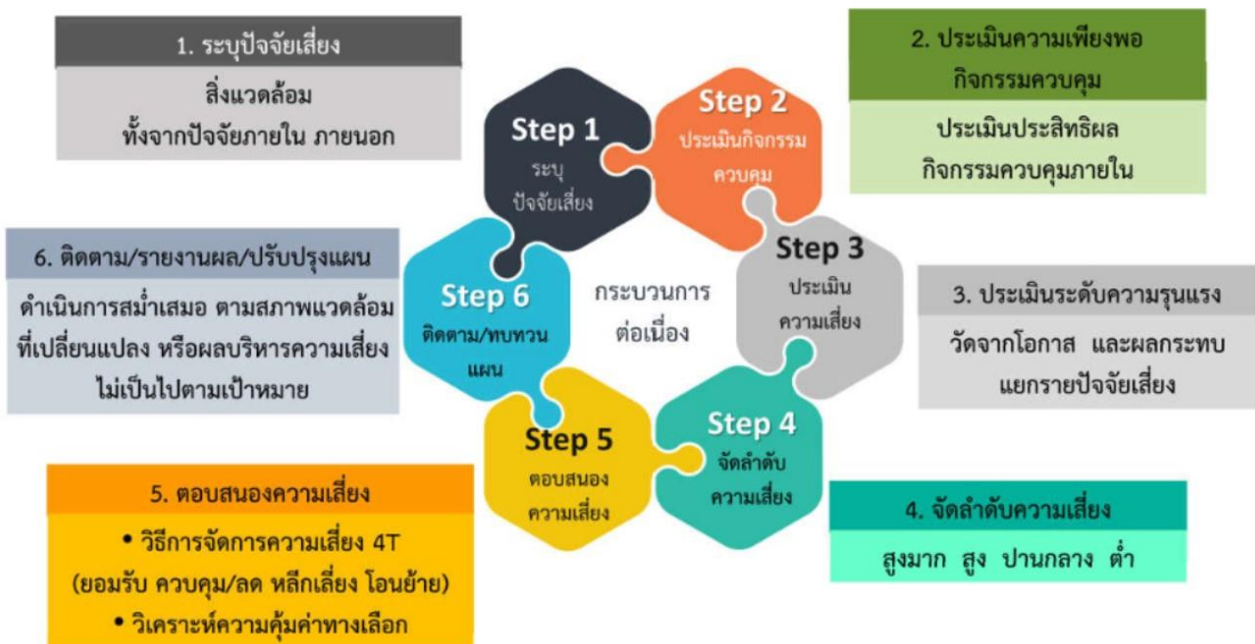 1. ระบุปัจจัยเสี่ยง
สิ่งแวดล้อม
ทั้งจากปัจจัยภายใน ภายนอก
2. ประเมินความเพียงพอ
กิจกรรมควบคุม
ประเมินประสิทธิผล
กิจกรรมควบคุมภายใน
Step 1
ระบุ
ปัจจัยเสี่ยง
Step 2
ประเมินกิจกรรม
ควบคุม
Step 3
ประเมิน
ความเสี่ยง
3. ประเมินระดับความรุนแรง
วัดจากโอกาส และผลกระทบ
แยกรายปัจจัยเสี่ยง
กระบวนการ
ต่อเนื่อง
6. ติดตาม/รายงานผล/ปรับปรุงแผน
ดำเนินการสม่ำเสมอ ตามสภาพแวดล้อม
ที่เปลี่ยนแปลง หรือผลบริหารความเสี่ยง
ไม่เป็นไปตามเป้าหมาย
Step 6
ติดตาม/ทบทวน
แผน
Step 5
ตอบสนอง
ความเสี่ยง
Step 4
จัดลำดับ
ความเสี่ยง
5. ตอบสนองความเสี่ยง
• วิธีการจัดการความเสี่ยง 4T
(ยอมรับ ควบคุม/ลด หลีกเลี่ยง โอนย้าย)
• วิเคราะห์ความคุ้มค่าทางเลือก
4. จัดลำดับความเสี่ยง
สูงมาก สูง ปานกลาง ต่ำ